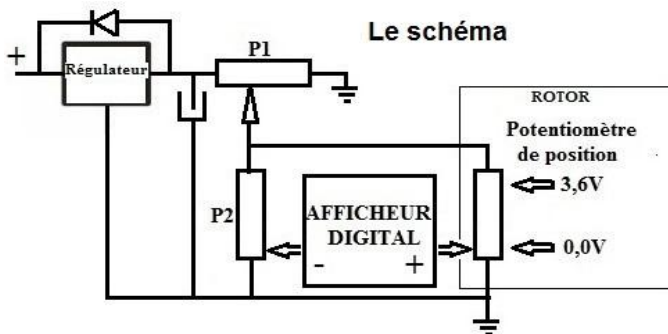 Le schéma
+
Régulateur
P1
ROTOR
Potentiomètre
de position
3,6V
P2
AFFICHEUR
DIGITAL
- +
0,0V